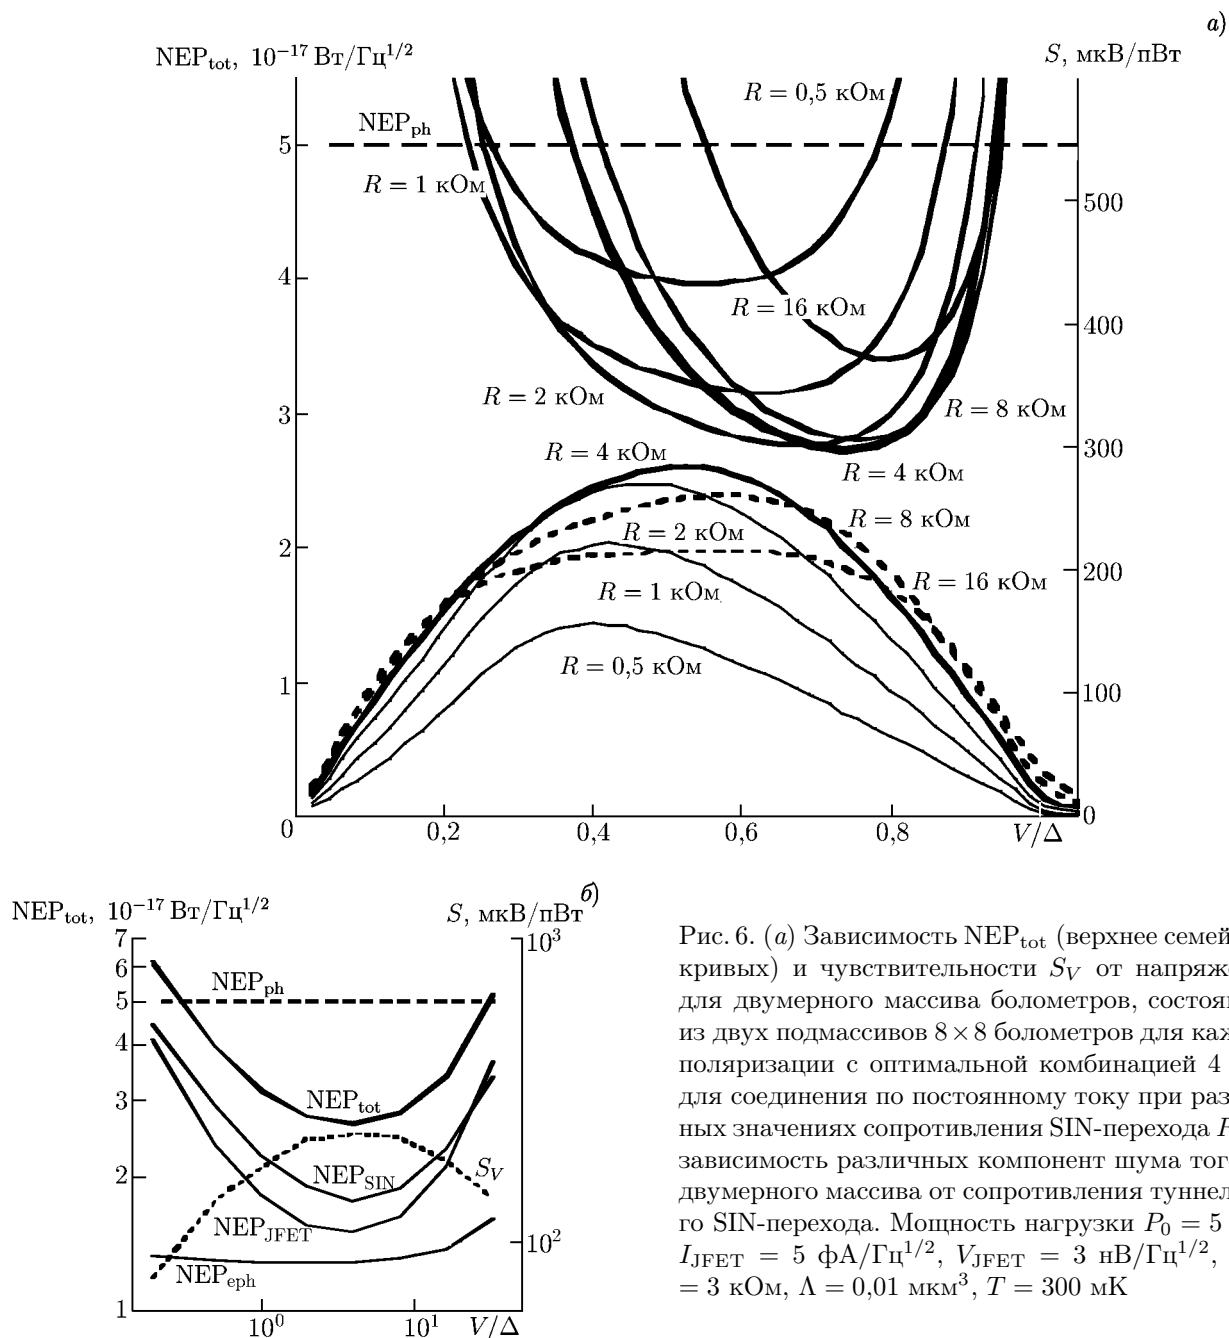 а)
NEP_tot, 10^−17 Вт/Гц^1/2
S, мкВ/пВт
R = 0,5 кОм
NEP_ph
5
R = 1 кОм
500
4
R = 16 кОм
400
R = 2 кОм
R = 8 кОм
3
300
R = 4 кОм
R = 4 кОм
R = 8 кОм
R = 2 кОм
2
200
R = 16 кОм
R = 1 кОм
R = 0,5 кОм
1
100
0
0
0,2
0,4
0,6
0,8
V/Δ
б)
NEP_tot, 10^−17 Вт/Гц^1/2
S, мкВ/пВт
7
10^3
6
NEP_ph
5
4
3
NEP_tot
NEP_SIN
S_V
2
NEP_JFET
10^2
NEP_eph
1
10^0
10^1
V/Δ
Рис. 6. (а) Зависимость NEP_tot (верхнее семей
кривых) и чувствительности S_V от напряже
для двумерного массива болометров, состоя
из двух подмассивов 8 × 8 болометров для каж
поляризации с оптимальной комбинацией 4
для соединения по постоянному току при раз
ных значениях сопротивления SIN-перехода
зависимость различных компонент шума тог
двумерного массива от сопротивления туннел
го SIN-перехода. Мощность нагрузки P_0 = 5
I_JFET = 5 фА/Гц^1/2, V_JFET = 3 нВ/Гц^1/2,
= 3 кОм, Λ = 0,01 мкм^3, T = 300 мК